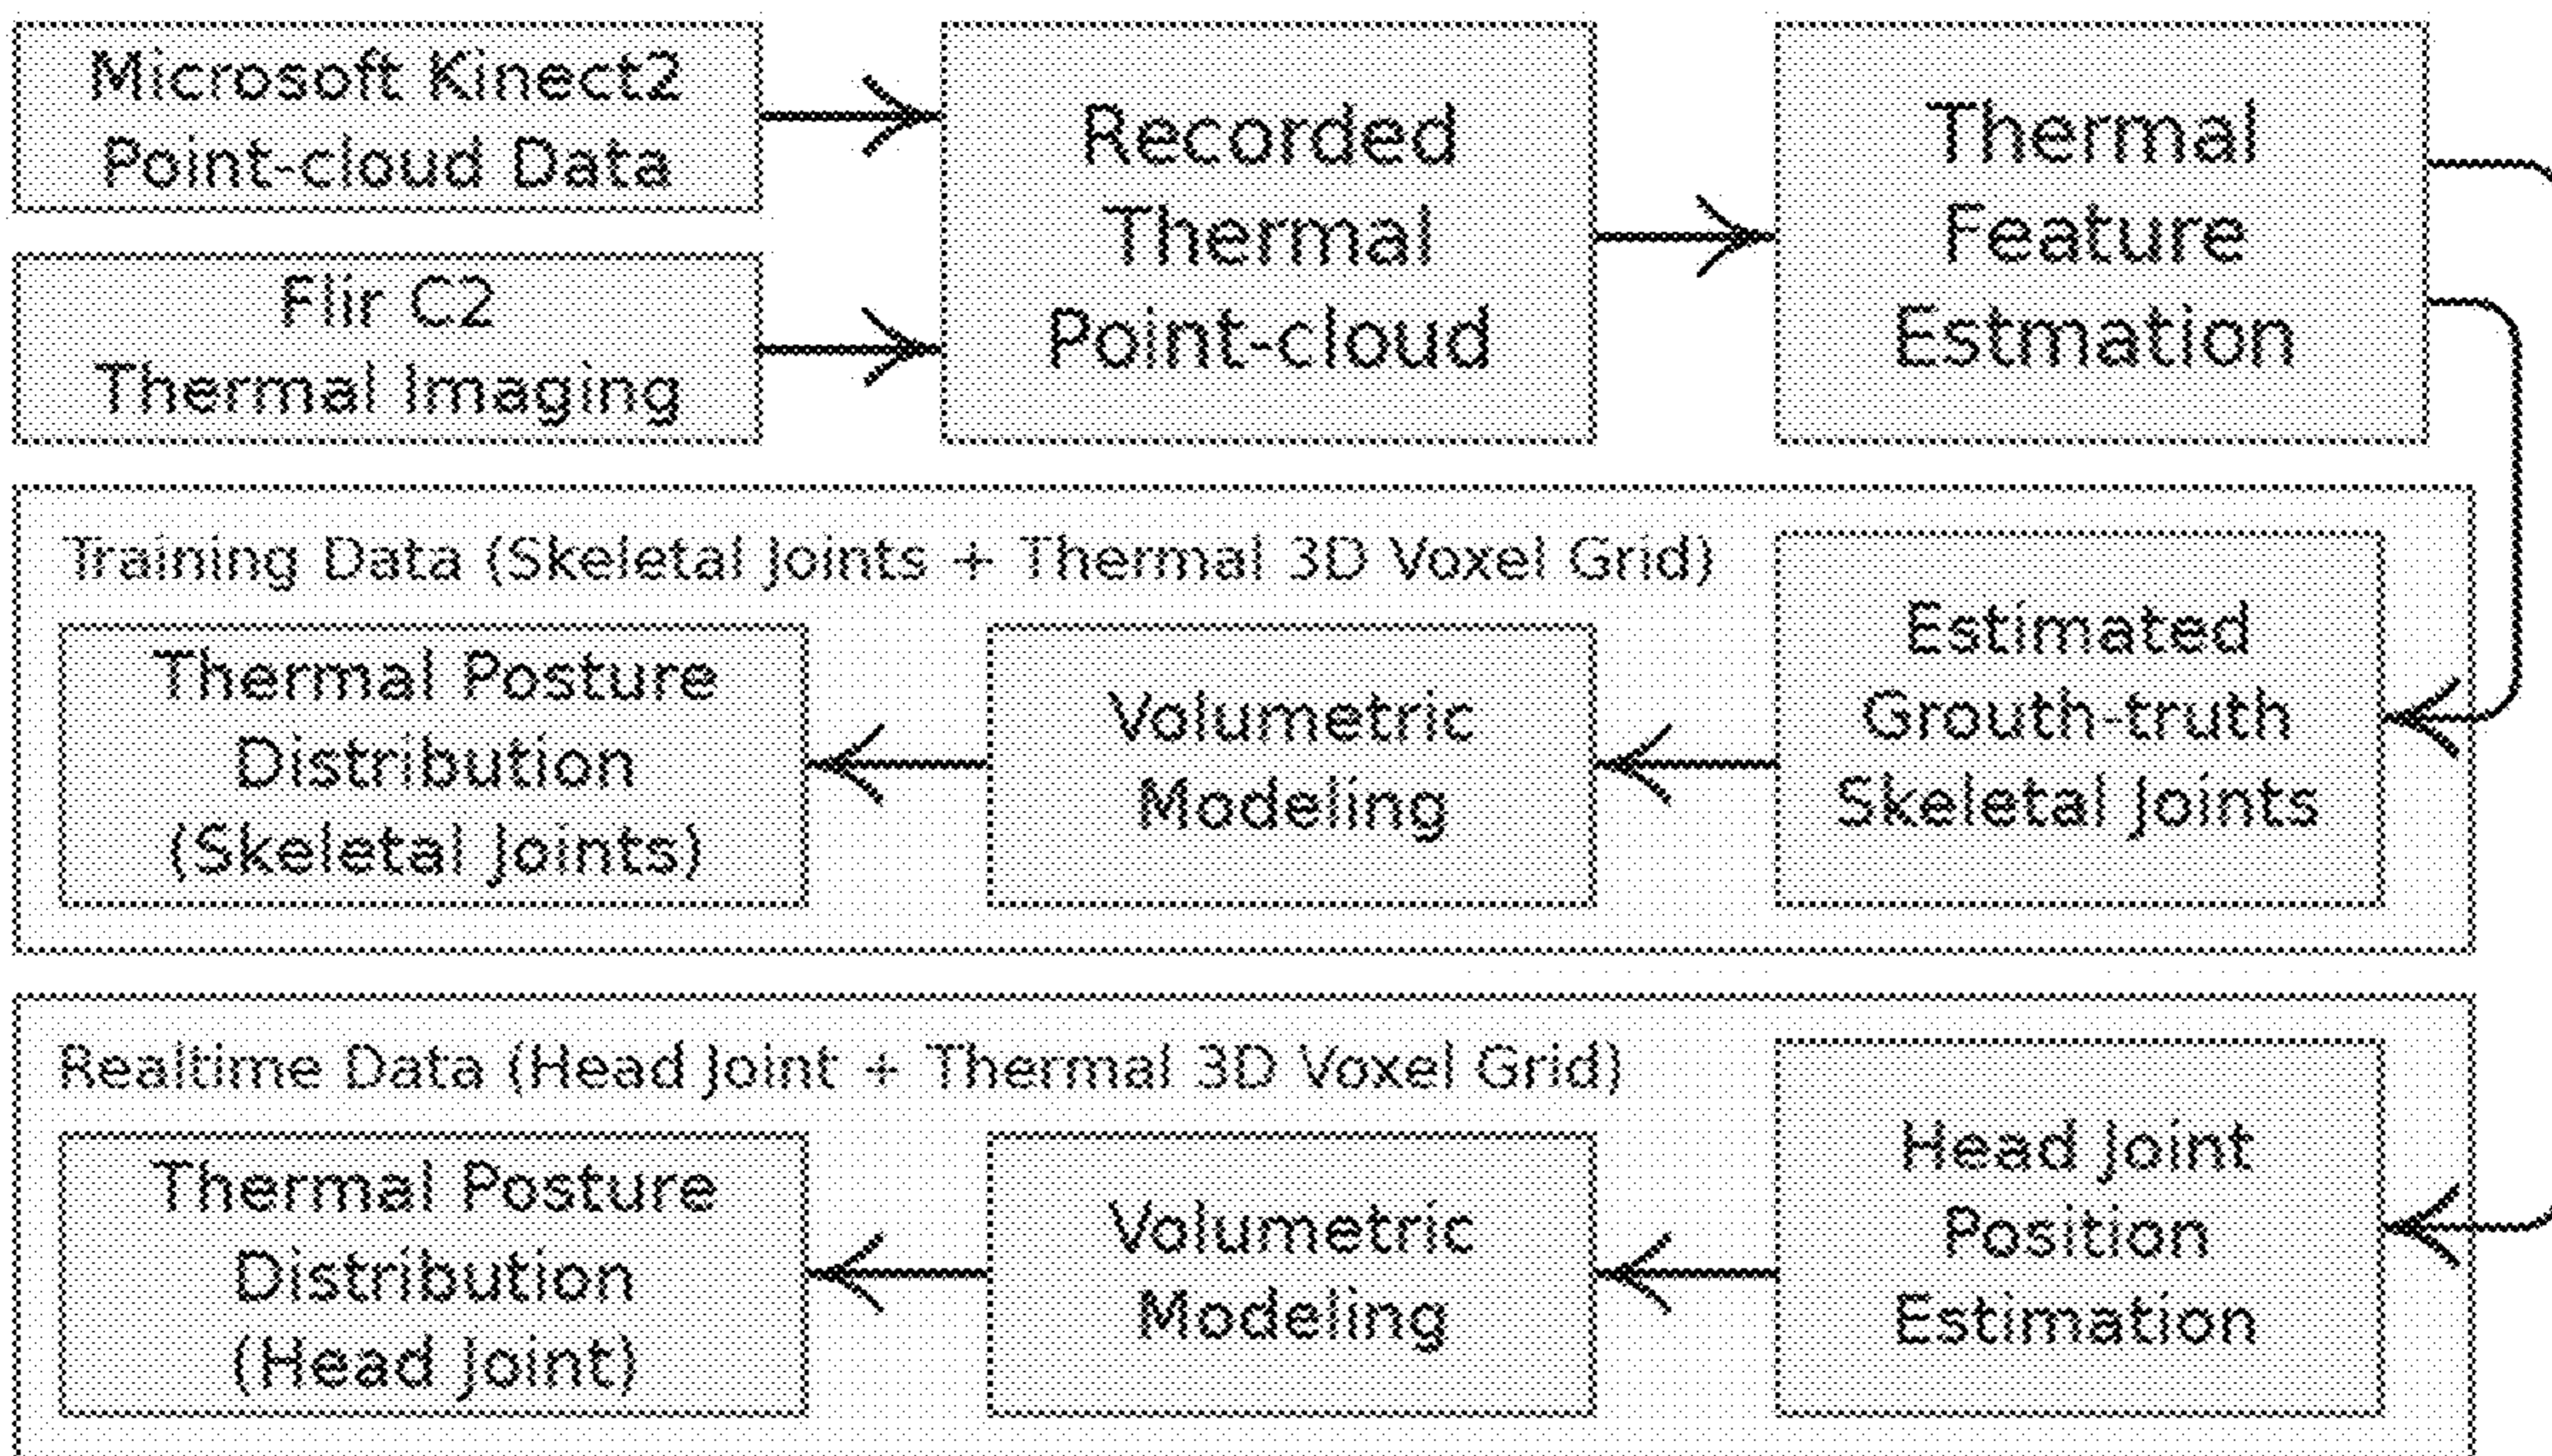 Microsoft Kinect2
Point-cloud Data
Flir C2
Thermal Imaging
Recorded
Thermal
Point-cloud
Thermal
Feature
Estmation
Training Data (Skeletal Joints + Thermal 3D Voxel Grid)
Estimated
Grouth-truth
Skeletal Joints
Volumetric
Modeling
Thermal Posture
Distribution
(Skeletal Joints)
Realtime Data (Head Joint + Thermal 3D Voxel Grid)
Head Joint
Position
Estimation
Volumetric
Modeling
Thermal Posture
Distribution
(Head Joint)